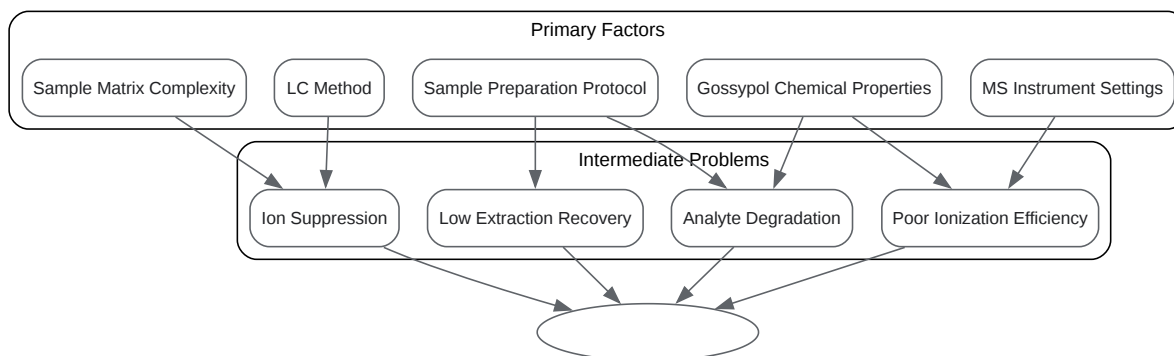 Primary Factors
Sample Matrix Complexity
LC Method
Sample Preparation Protocol
Gossypol Chemical Properties
MS Instrument Settings
Intermediate Problems
Ion Suppression
Low Extraction Recovery
Analyte Degradation
Poor Ionization Efficiency